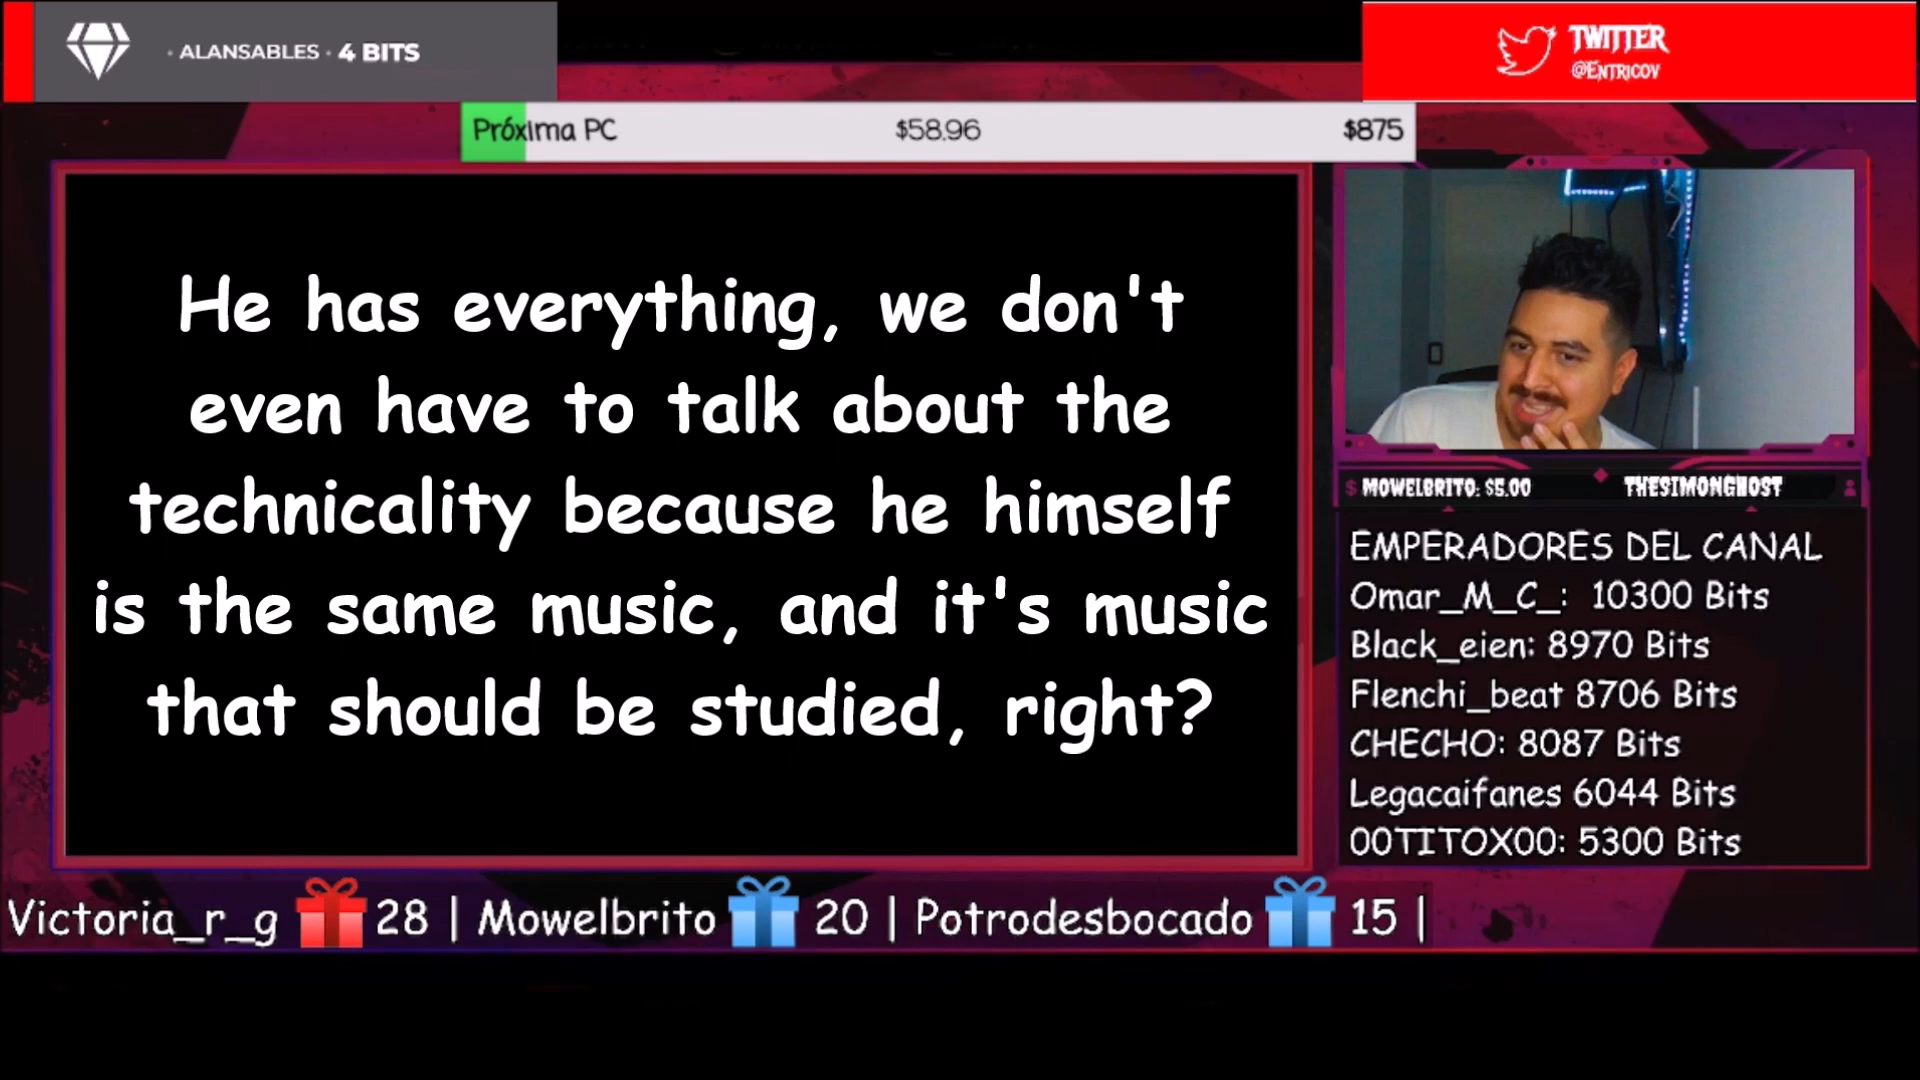 · ALANSABLES · 4 BITS
TWITTER
@ENTRICOV
Próxima PC $58.96 $875
He has everything, we don't
even have to talk about the
technicality because he himself
is the same music, and it's music
that should be studied, right?
$ MOWELBRITO: $5.00 THESIMONGHOST
EMPERADORES DEL CANAL
Omar_M_C_: 10300 Bits
Black_eien: 8970 Bits
Flenchi_beat 8706 Bits
CHECHO: 8087 Bits
Legacaifanes 6044 Bits
00TITOX00: 5300 Bits
Victoria_r_g 28 | Mowelbrito 20 | Potrodesbocado 15 |